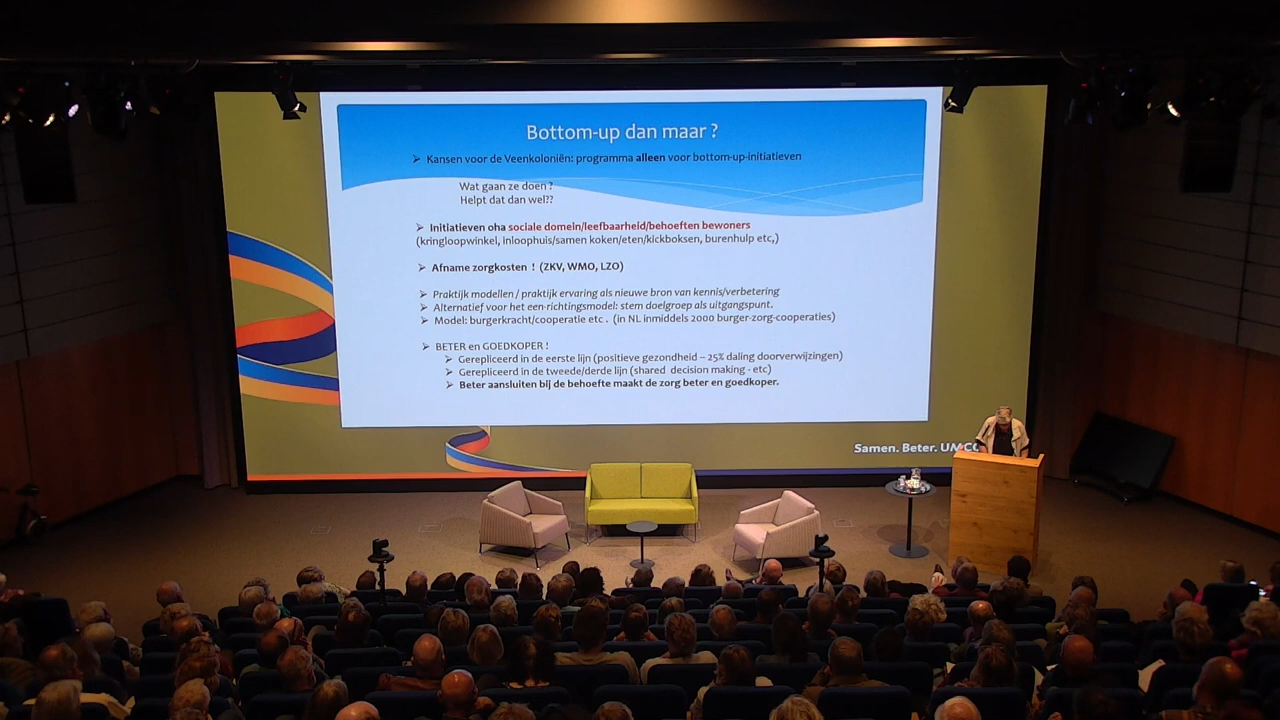 Bottom-up dan maar ?
➢ Kansen voor de Veenkoloniën: programma alleen voor bottom-up-initiatieven
Wat gaan ze doen ?
Helpt dat dan wel??
➢ Initiatieven oha sociale domein/leefbaarheid/behoeften bewoners
(kringloopwinkel, inloophuis/samen koken/eten/kickboksen, burenhulp etc,)
➢ Afname zorgkosten ! (ZKV, WMO, LZO)
➢ Praktijk modellen / praktijk ervaring als nieuwe bron van kennis/verbetering
➢ Alternatief voor het een-richtingsmodel: stem doelgroep als uitgangspunt.
➢ Model: burgerkracht/cooperatie etc . (in NL inmiddels 2000 burger-zorg-cooperaties)
➢ BETER en GOEDKOPER !
➢ Gerepliceerd in de eerste lijn (positieve gezondheid – 25% daling doorverwijzingen)
➢ Gerepliceerd in de tweede/derde lijn (shared decision making - etc)
➢ Beter aansluiten bij de behoefte maakt de zorg beter en goedkoper.
Samen. Beter. UMC